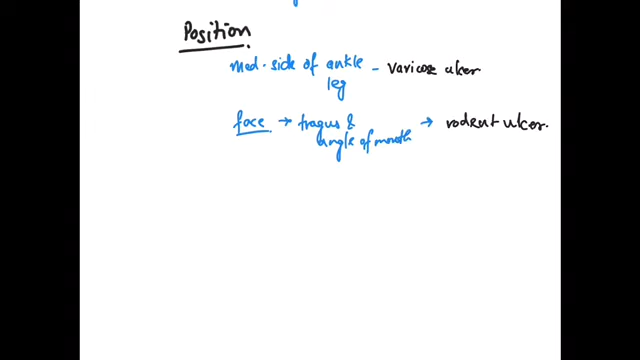 Position
med. side of ankle - varicose ulcer
leg
face → tragus & → rodent ulcer.
angle of mouth